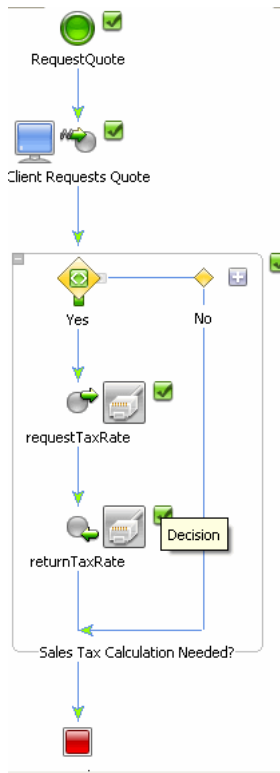 RequestQuote
Client Requests Quote
Yes
No
requestTaxRate
Decision
returnTaxRate
Sales Tax Calculation Needed?